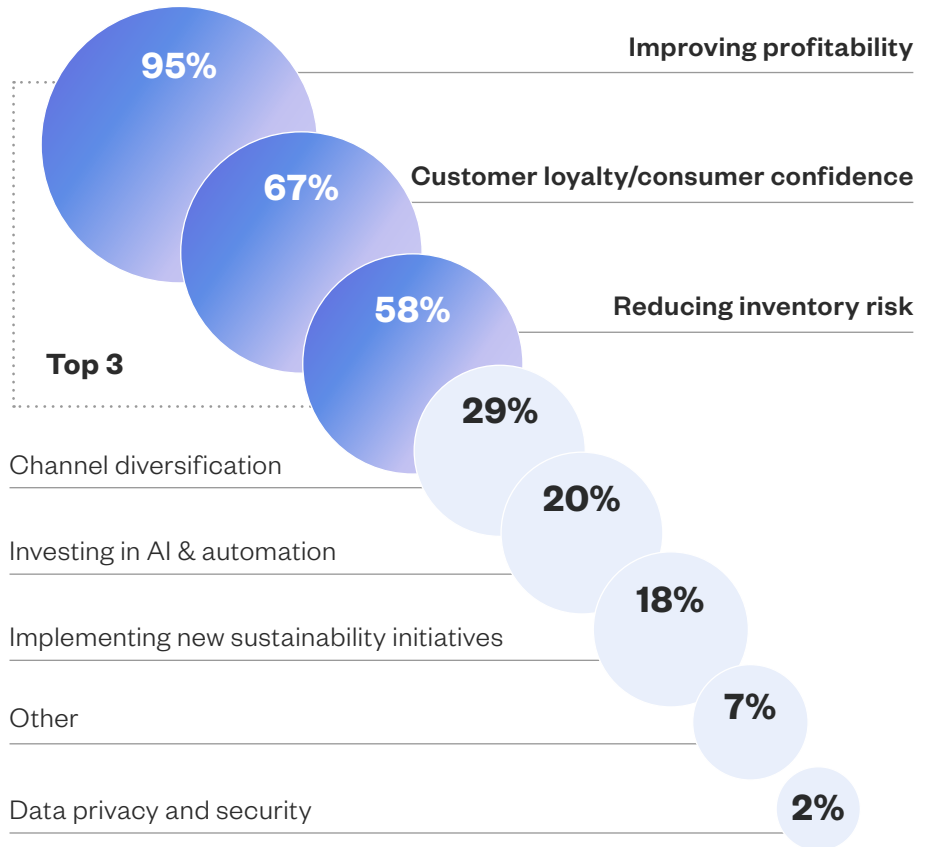 95%
Improving profitability
67%
Customer loyalty/consumer confidence
58%
Reducing inventory risk
Top 3
29%
Channel diversification
20%
Investing in AI & automation
18%
Implementing new sustainability initiatives
7%
Other
2%
Data privacy and security